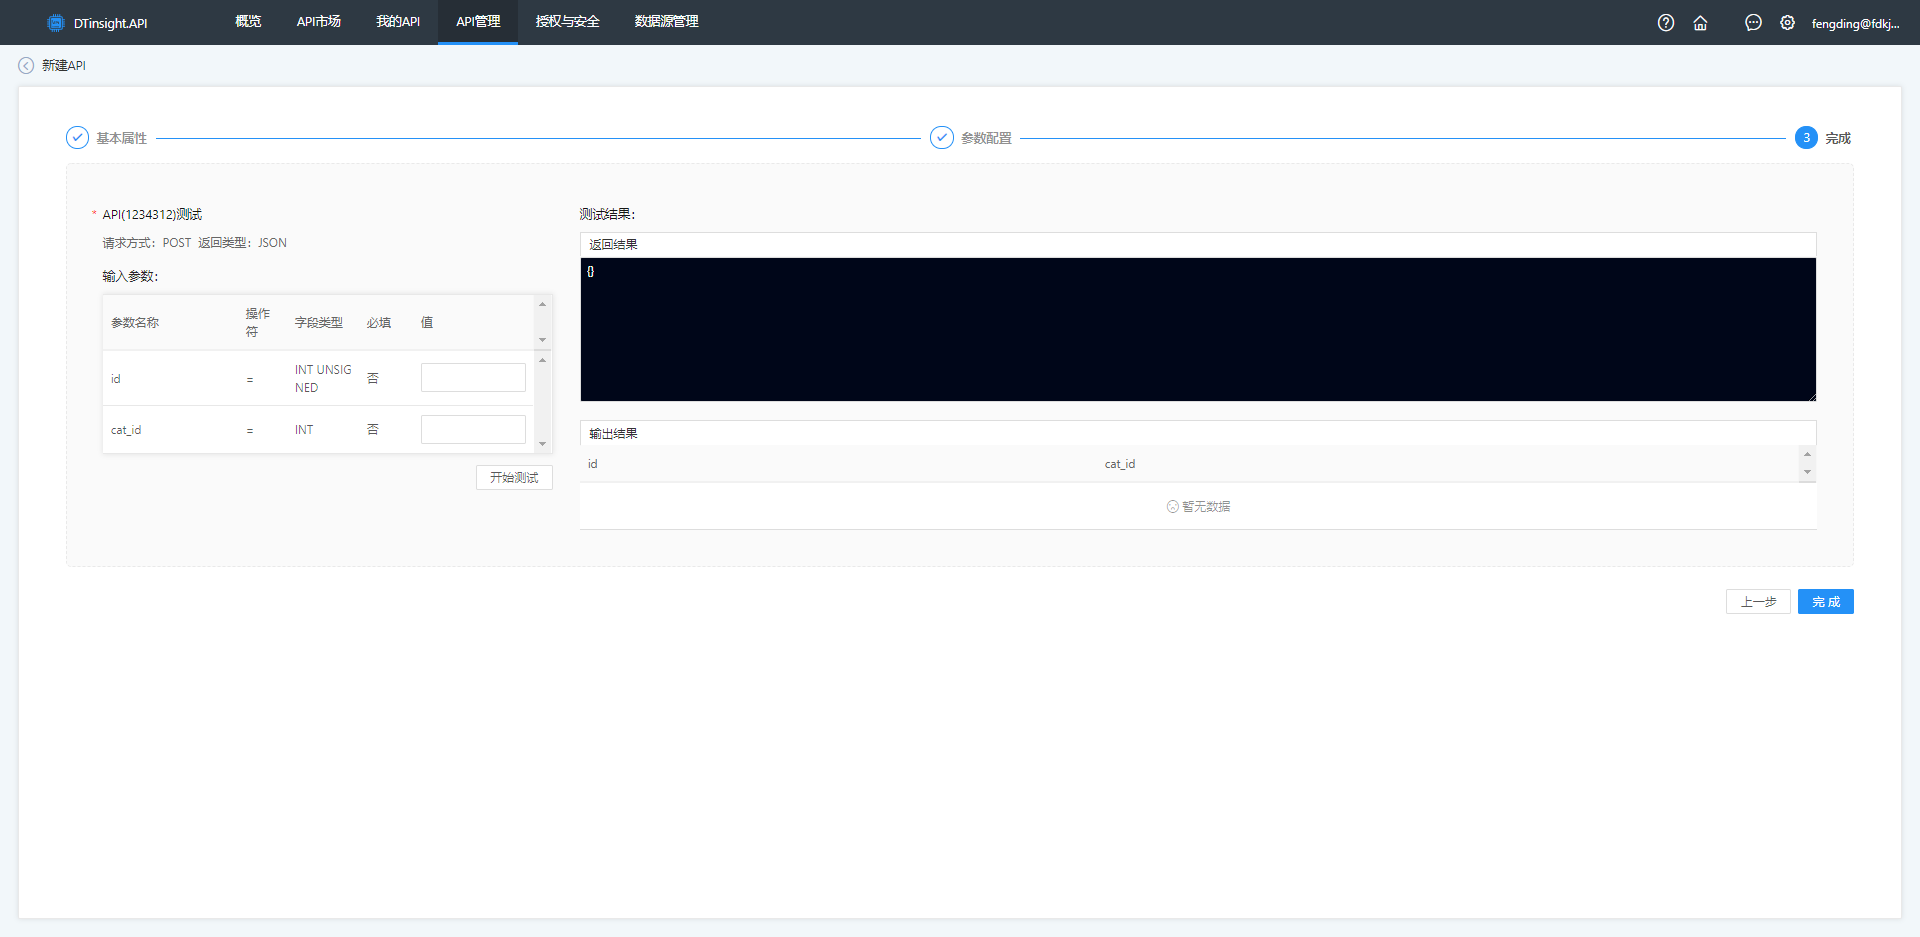 DTinsight.API 概览 API市场 我的API API管理 授权与安全 数据源管理 fengding@fdkj...
新建API
基本属性 参数配置 3 完成
* API(1234312)测试
请求方式：POST 返回类型：JSON
输入参数：
参数名称 操作符 字段类型 必填 值
id = INT UNSIGNED 否
cat_id = INT 否
开始测试
测试结果：
返回结果
{}
输出结果
id cat_id
暂无数据
上一步 完成